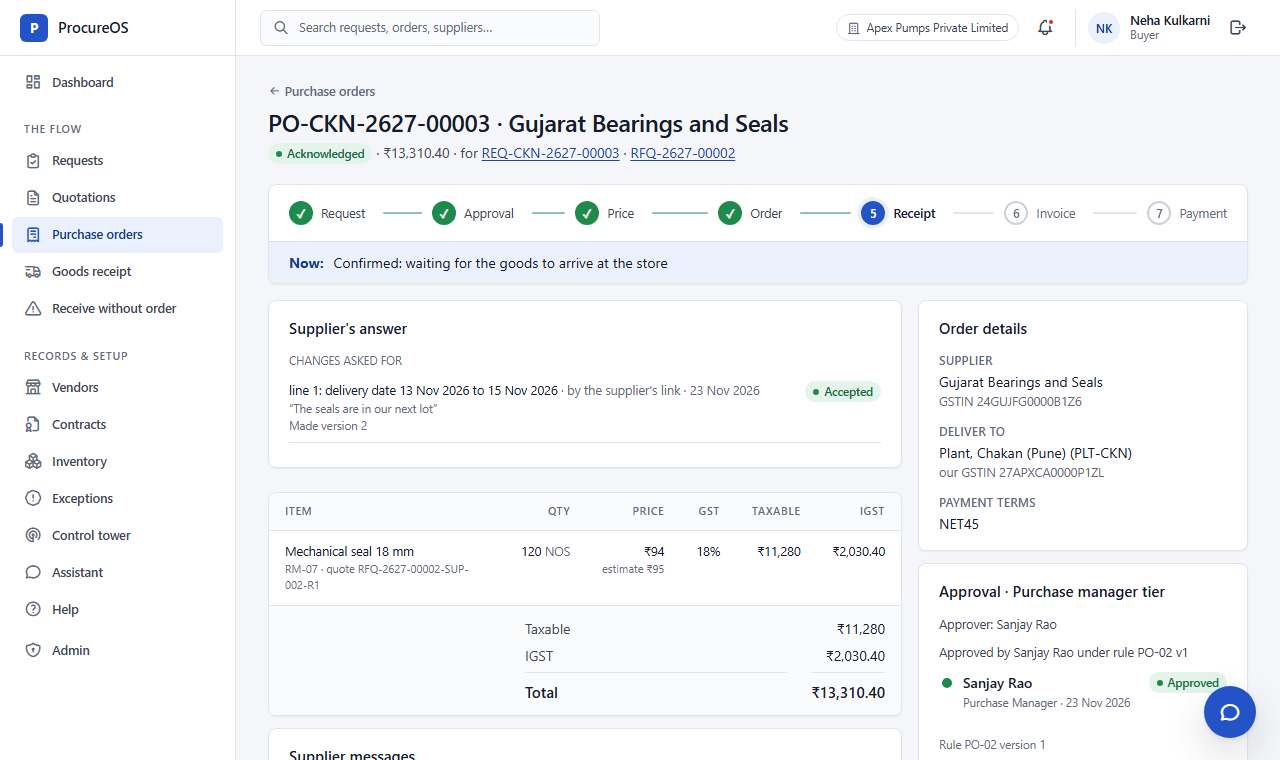 P ProcureOS
Search requests, orders, suppliers...
Apex Pumps Private Limited
NK
Neha Kulkarni
Buyer
Dashboard
THE FLOW
Requests
Quotations
Purchase orders
Goods receipt
Receive without order
RECORDS & SETUP
Vendors
Contracts
Inventory
Exceptions
Control tower
Assistant
Help
Admin
← Purchase orders
PO-CKN-2627-00003 · Gujarat Bearings and Seals
Acknowledged · ₹13,310.40 · for REQ-CKN-2627-00003 · RFQ-2627-00002
Request Approval Price Order 5 Receipt 6 Invoice 7 Payment
Now: Confirmed: waiting for the goods to arrive at the store
Supplier's answer
CHANGES ASKED FOR
line 1: delivery date 13 Nov 2026 to 15 Nov 2026 · by the supplier's link · 23 Nov 2026 Accepted
“The seals are in our next lot”
Made version 2
ITEM QTY PRICE GST TAXABLE IGST
Mechanical seal 18 mm 120 NOS ₹94 18% ₹11,280 ₹2,030.40
RM-07 · quote RFQ-2627-00002-SUP- estimate ₹95
002-R1
Taxable ₹11,280
IGST ₹2,030.40
Total ₹13,310.40
Supplier messages
Order details
SUPPLIER
Gujarat Bearings and Seals
GSTIN 24GUJFG0000B1Z6
DELIVER TO
Plant, Chakan (Pune) (PLT-CKN)
our GSTIN 27APXCA0000P1ZL
PAYMENT TERMS
NET45
Approval · Purchase manager tier
Approver: Sanjay Rao
Approved by Sanjay Rao under rule PO-02 v1
Sanjay Rao Approved
Purchase Manager · 23 Nov 2026
Rule PO-02 version 1